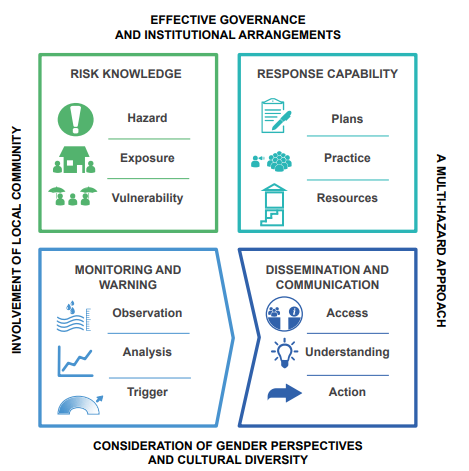 EFFECTIVE GOVERNANCE
AND INSTITUTIONAL ARRANGEMENTS
INVOLVEMENT OF LOCAL COMMUNITY
RISK KNOWLEDGE
Hazard
Exposure
Vulnerability
RESPONSE CAPABILITY
Plans
Practice
Resources
A MULTI-HAZARD APPROACH
MONITORING AND
WARNING
Observation
Analysis
Trigger
DISSEMINATION AND
COMMUNICATION
Access
Understanding
Action
CONSIDERATION OF GENDER PERSPECTIVES
AND CULTURAL DIVERSITY